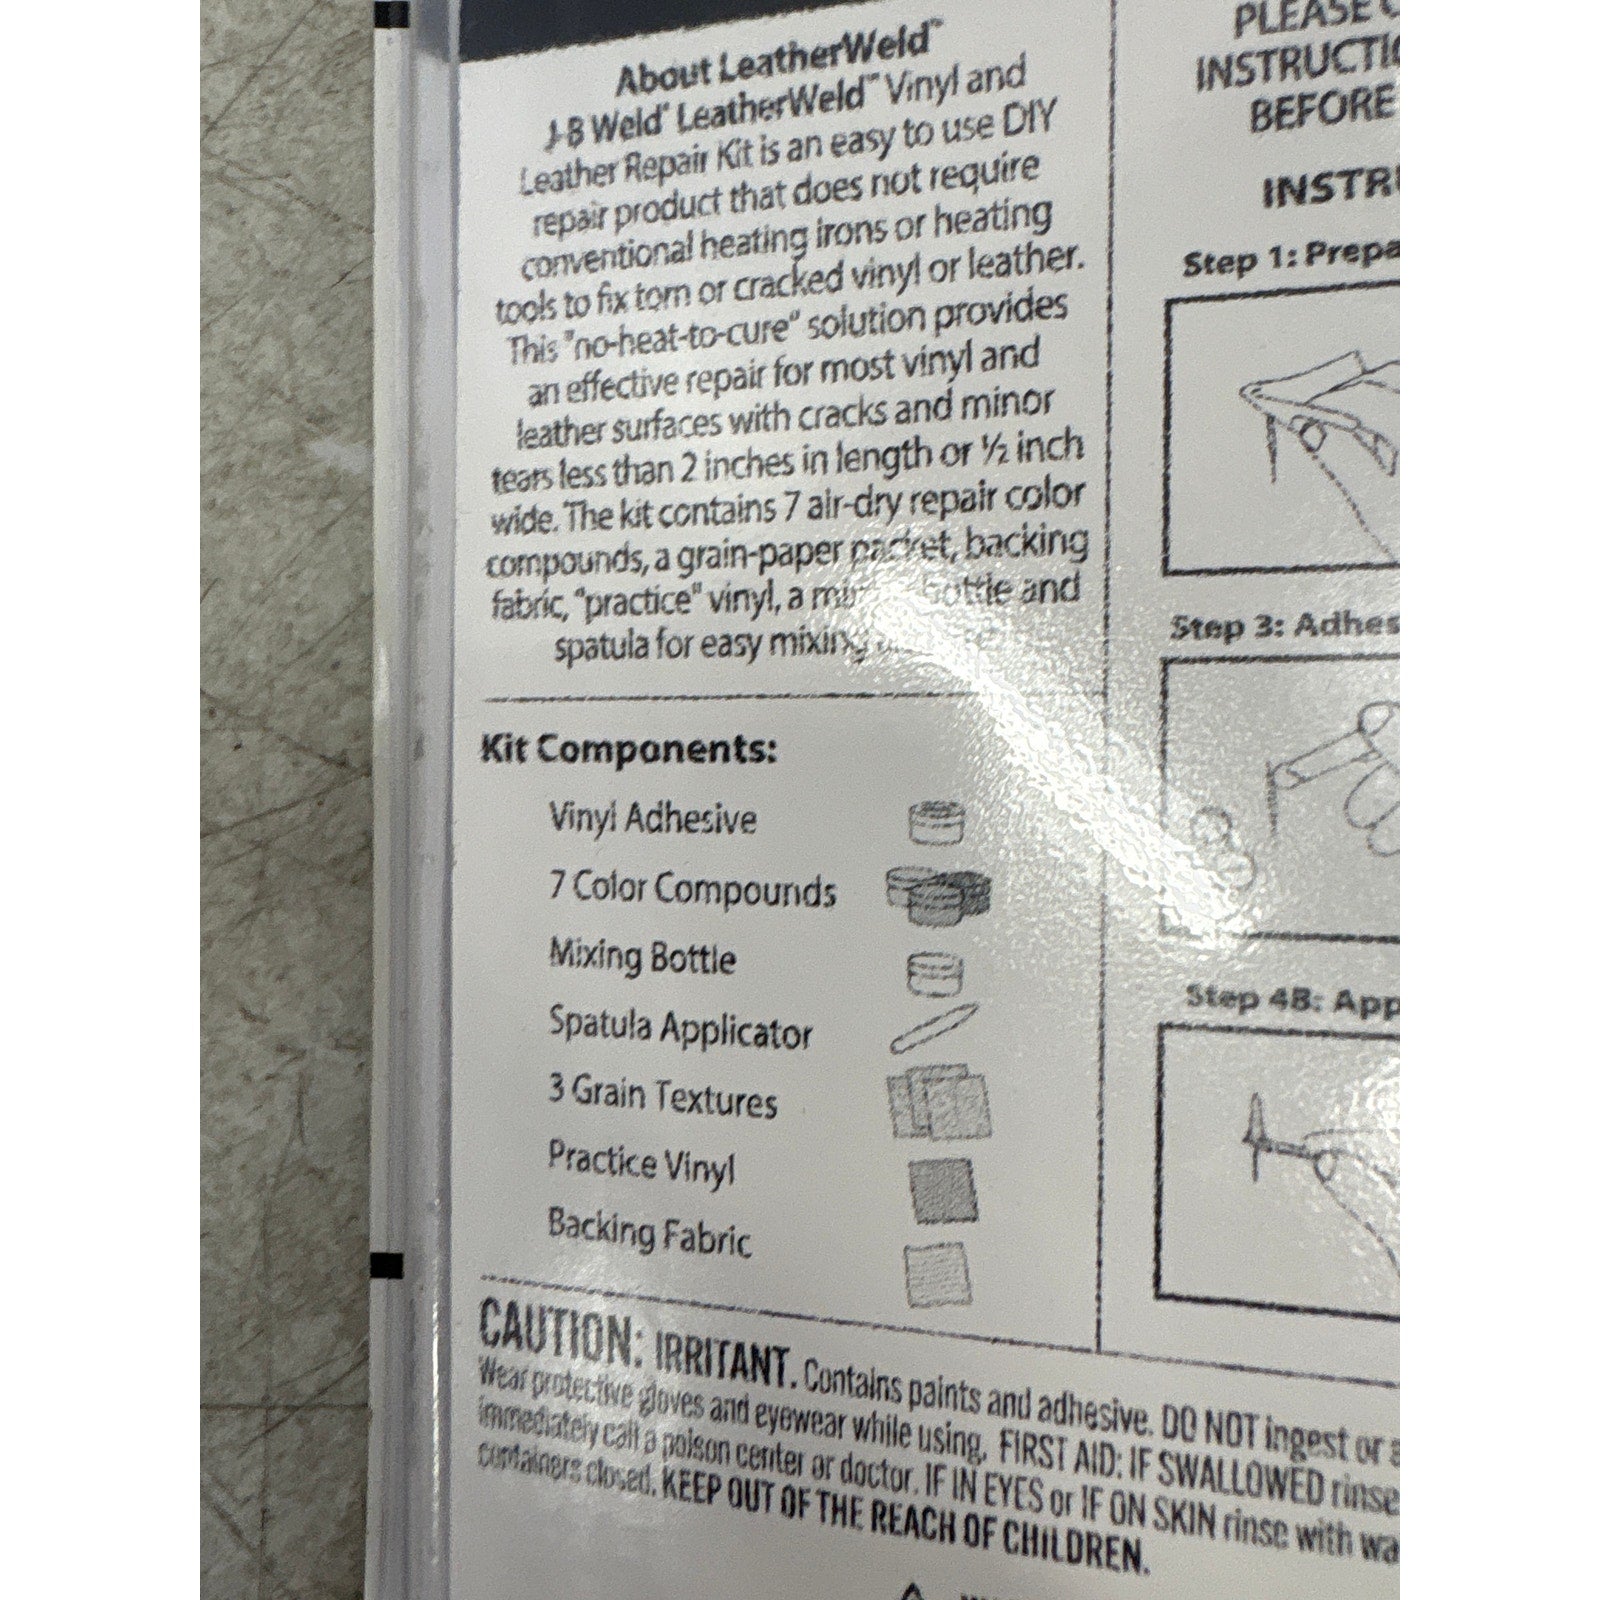 About LeatherWeld™
J-B Weld® LeatherWeld™ Vinyl and
Leather Repair Kit is an easy to use DIY
repair product that does not require
conventional heating irons or heating
tools to fix torn or cracked vinyl or leather.
This "no-heat-to-cure" solution provides
an effective repair for most vinyl and
leather surfaces with cracks and minor
tears less than 2 inches in length or ½ inch
wide. The kit contains 7 air-dry repair color
compounds, a grain-paper packet, backing
fabric, "practice" vinyl, a bottle and
spatula for easy mixing
Kit Components:
Vinyl Adhesive
7 Color Compounds
Mixing Bottle
Spatula Applicator
3 Grain Textures
Practice Vinyl
Backing Fabric
PLEASE
INSTRUCTI
BEFORE
INSTR
Step 1: Prepa
Step 3: Adhes
Step 4B: App
CAUTION: IRRITANT. Contains paints and adhesive. DO NOT ingest or
Wear protective gloves and eyewear while using. FIRST AID: IF SWALLOWED rinse
immediately call a poison center or doctor. IF IN EYES or IF ON SKIN rinse with wa
containers closed. KEEP OUT OF THE REACH OF CHILDREN.